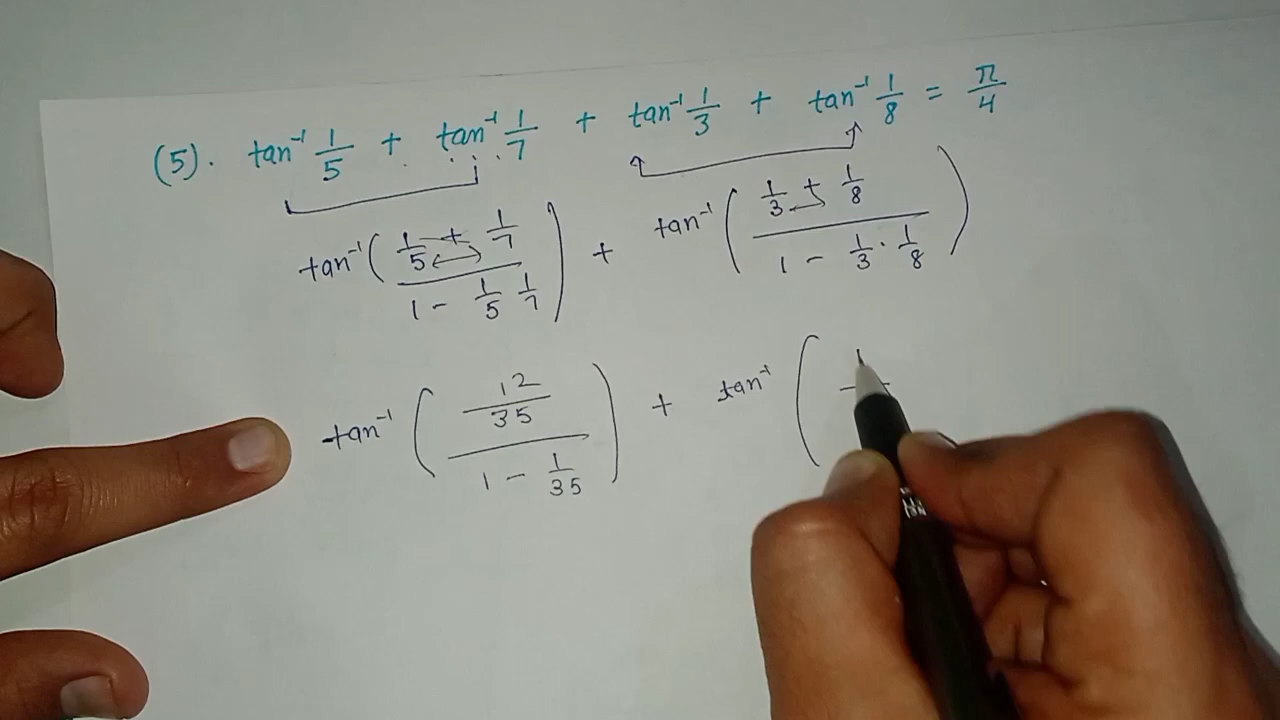 (5). tan⁻¹ 1/5 + tan⁻¹ 1/7 + tan⁻¹ 1/3 + tan⁻¹ 1/8 = π/4
tan⁻¹ ( (1/5 + 1/7) / (1 - 1/5 1/7) ) + tan⁻¹ ( (1/3 + 1/8) / (1 - 1/3 · 1/8) )
tan⁻¹ ( (12/35) / (1 - 1/35) ) + tan⁻¹ ( 1